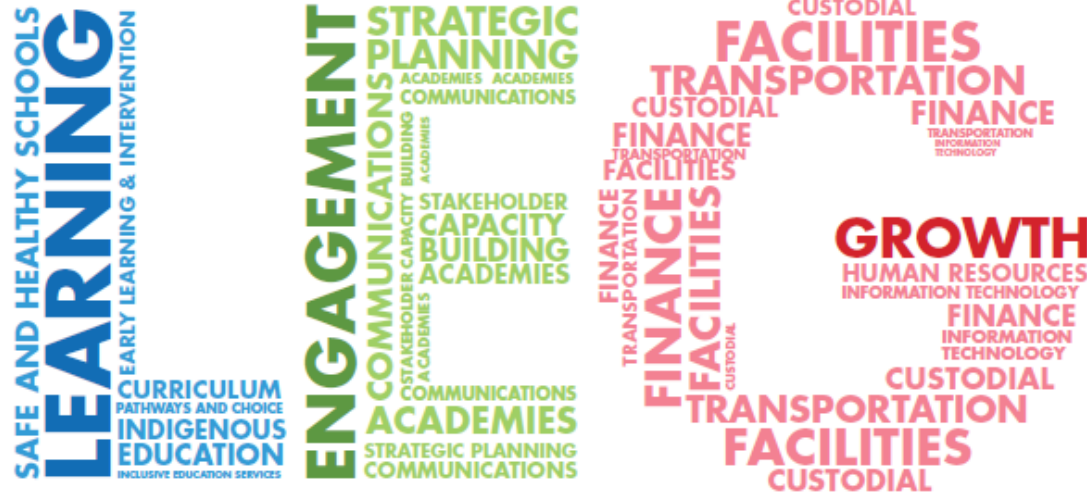 SAFE AND HEALTHY SCHOOLS
LEARNING
EARLY LEARNING & INTERVENTION
CURRICULUM
PATHWAYS AND CHOICE
INDIGENOUS
EDUCATION
INCLUSIVE EDUCATION SERVICES
ENGAGEMENT
STRATEGIC
PLANNING
ACADEMIES ACADEMIES
COMMUNICATIONS
COMMUNICATIONS
STAKEHOLDER CAPACITY BUILDING
ACADEMIES
STAKEHOLDER
CAPACITY
BUILDING
ACADEMIES
ACADEMIES
COMMUNICATIONS
ACADEMIES
STRATEGIC PLANNING
COMMUNICATIONS
CUSTODIAL
FACILITIES
TRANSPORTATION
CUSTODIAL
FINANCE
FINANCE
TRANSPORTATION
TRANSPORTATION
INFORMATION
TECHNOLOGY
FACILITIES
FINANCE
TRANSPORTATION
FINANCE
FACILITIES
CUSTODIAL
GROWTH
HUMAN RESOURCES
INFORMATION TECHNOLOGY
FINANCE
INFORMATION
TECHNOLOGY
CUSTODIAL
TRANSPORTATION
FACILITIES
CUSTODIAL